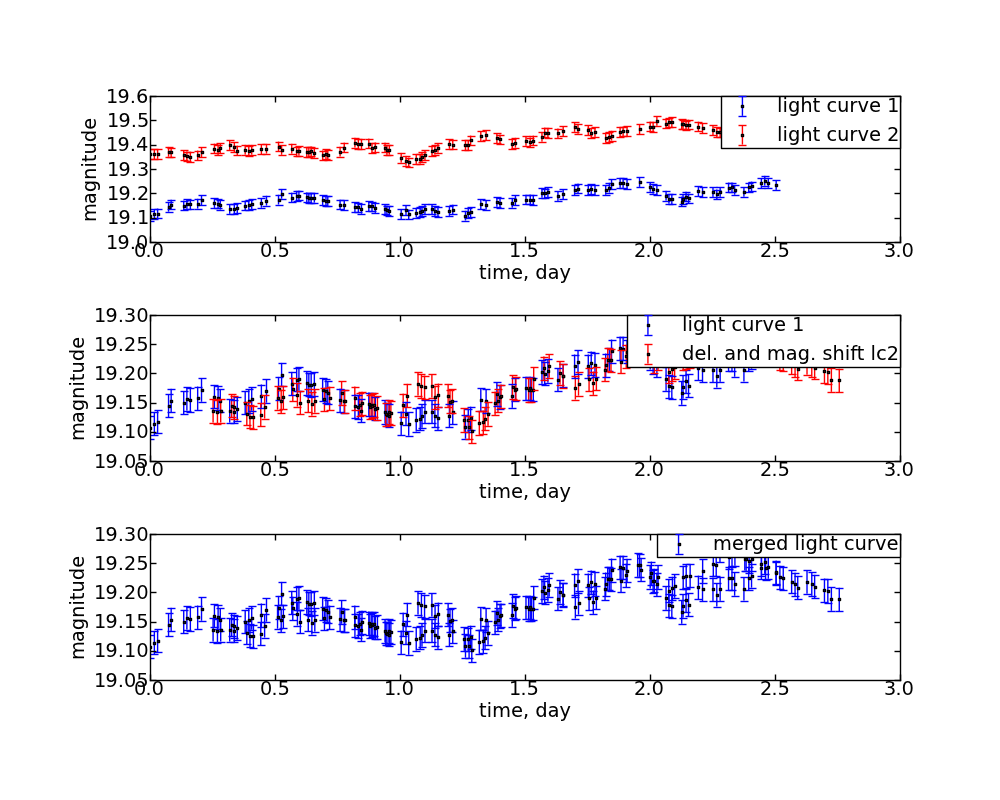 19.6
19.5
19.4
19.3
19.2
19.1
19.0
magnitude
light curve 1
light curve 2
0.0 0.5 1.0 1.5 2.0 2.5 3.0
time, day
19.30
19.25
19.20
19.15
19.10
19.05
magnitude
light curve 1
del. and mag. shift lc2
0.0 0.5 1.0 1.5 2.0 2.5 3.0
time, day
19.30
19.25
19.20
19.15
19.10
19.05
magnitude
merged light curve
0.0 0.5 1.0 1.5 2.0 2.5 3.0
time, day